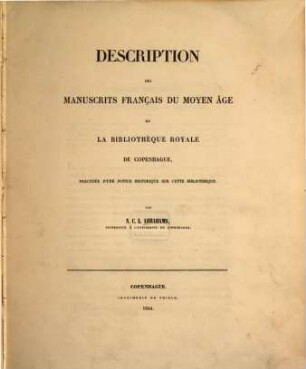 DESCRIPTION
DES
MANUSCRITS FRANÇAIS DU MOYEN ÂGE
DE
LA BIBLIOTHÈQUE ROYALE
DE COPENHAGUE,
PRÉCÉDÉE D'UNE NOTICE HISTORIQUE SUR CETTE BIBLIOTHÈQUE.
PAR
N. C. L. ABRAHAMS,
PROFESSEUR À L'UNIVERSITÉ DE COPENHAGUE.
COPENHAGUE.
IMPRIMERIE DE THIELE.
1844.